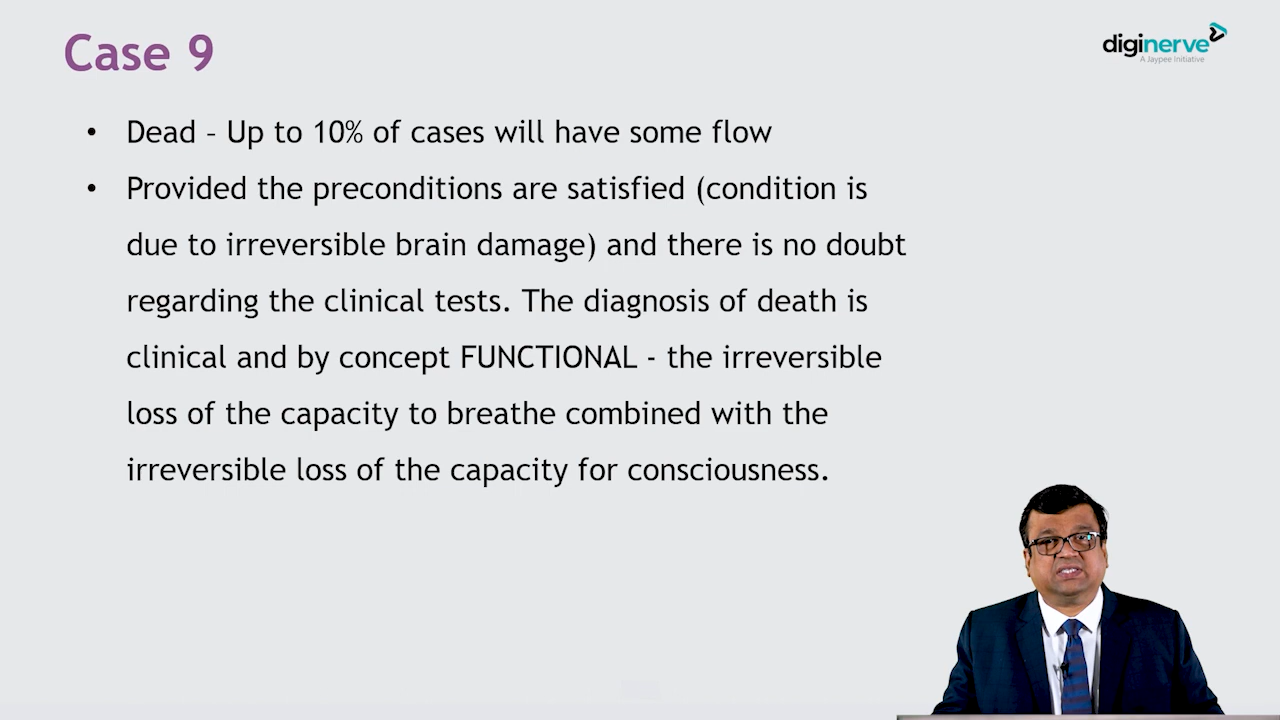 Case 9
diginerve
A Jaypee Initiative
• Dead – Up to 10% of cases will have some flow
• Provided the preconditions are satisfied (condition is
due to irreversible brain damage) and there is no doubt
regarding the clinical tests. The diagnosis of death is
clinical and by concept FUNCTIONAL - the irreversible
loss of the capacity to breathe combined with the
irreversible loss of the capacity for consciousness.